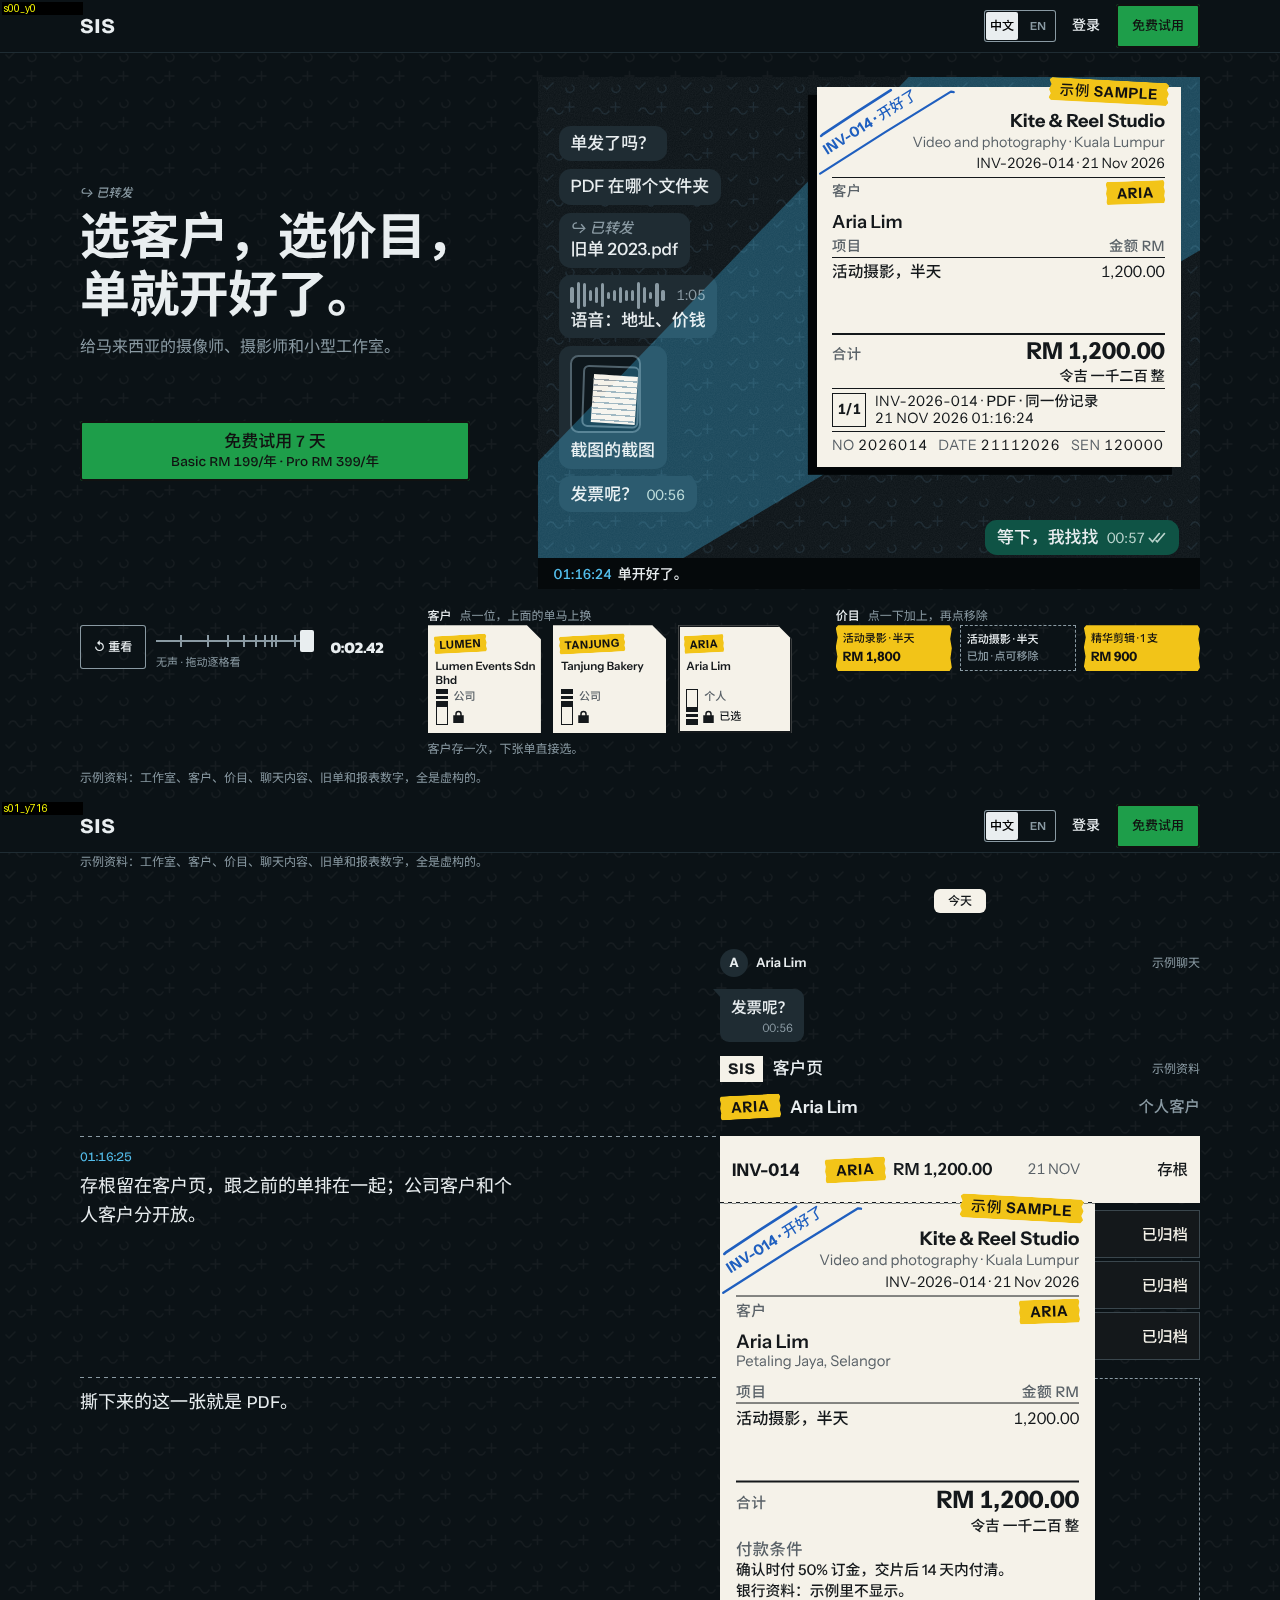 s00_y0
SIS
中文 EN 登录 免费试用
已转发
选客户，选价目，
单就开好了。
给马来西亚的摄像师、摄影师和小型工作室。
免费试用 7 天
Basic RM 199/年 · Pro RM 399/年
单发了吗？
PDF 在哪个文件夹
已转发
旧单 2023.pdf
1:05
语音：地址、价钱
截图的截图
发票呢？ 00:56
等下，我找找 00:57
INV-014 · 开好了
示例 SAMPLE
Kite & Reel Studio
Video and photography · Kuala Lumpur
INV-2026-014 · 21 Nov 2026
客户 ARIA
Aria Lim
项目 金额 RM
活动摄影，半天 1,200.00
合计 RM 1,200.00
令吉 一千二百 整
1/1 INV-2026-014 · PDF · 同一份记录
21 NOV 2026 01:16:24
NO 2026014 DATE 21112026 SEN 120000
01:16:24 单开好了。
重看
无声 · 拖动逐格看
0:02.42
客户 点一位，上面的单马上换
LUMEN
Lumen Events Sdn
Bhd
公司
TANJUNG
Tanjung Bakery
公司
ARIA
Aria Lim
个人
已选
客户存一次，下张单直接选。
价目 点一下加上，再点移除
活动录影 · 半天
RM 1,800
活动摄影 · 半天
已加 · 点可移除
精华剪辑 · 1 支
RM 900
示例资料：工作室、客户、价目、聊天内容、旧单和报表数字，全是虚构的。
s01_y716
SIS
中文 EN 登录 免费试用
示例资料：工作室、客户、价目、聊天内容、旧单和报表数字，全是虚构的。
今天
A Aria Lim 示例聊天
发票呢？
00:56
SIS 客户页 示例资料
ARIA Aria Lim 个人客户
01:16:25
存根留在客户页，跟之前的单排在一起；公司客户和个
人客户分开放。
INV-014 ARIA RM 1,200.00 21 NOV 存根
已归档
已归档
已归档
INV-014 · 开好了
示例 SAMPLE
Kite & Reel Studio
Video and photography · Kuala Lumpur
INV-2026-014 · 21 Nov 2026
客户 ARIA
Aria Lim
Petaling Jaya, Selangor
项目 金额 RM
活动摄影，半天 1,200.00
合计 RM 1,200.00
令吉 一千二百 整
付款条件
确认时付 50% 订金，交片后 14 天内付清。
银行资料：示例里不显示。
撕下来的这一张就是 PDF。